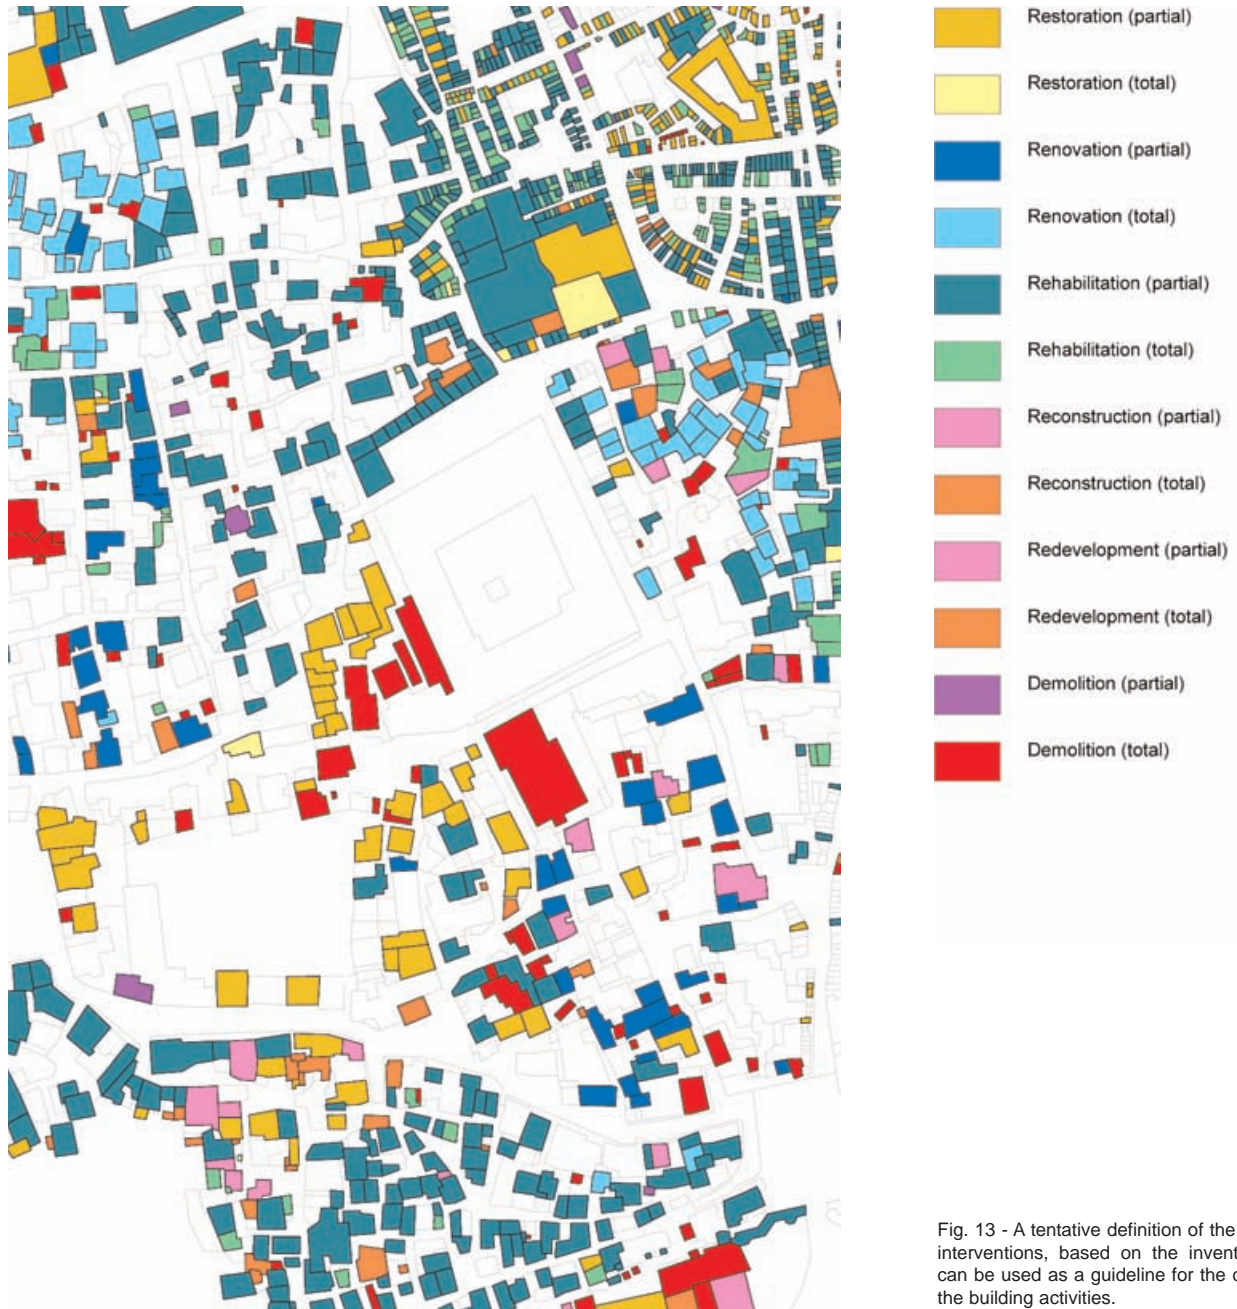 Restoration (partial)
Restoration (total)
Renovation (partial)
Renovation (total)
Rehabilitation (partial)
Rehabilitation (total)
Reconstruction (partial)
Reconstruction (total)
Redevelopment (partial)
Redevelopment (total)
Demolition (partial)
Demolition (total)
Fig. 13 - A tentative definition of the
interventions, based on the invent
can be used as a guideline for the
the building activities.